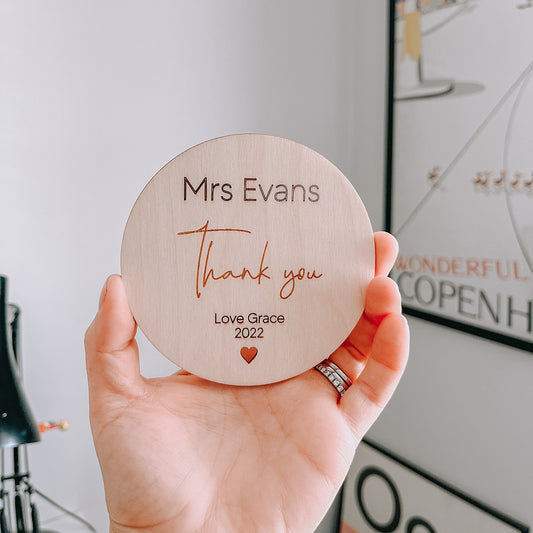 Mrs Evans
Thank you
Love Grace
2022
WONDERFUL
COPENH